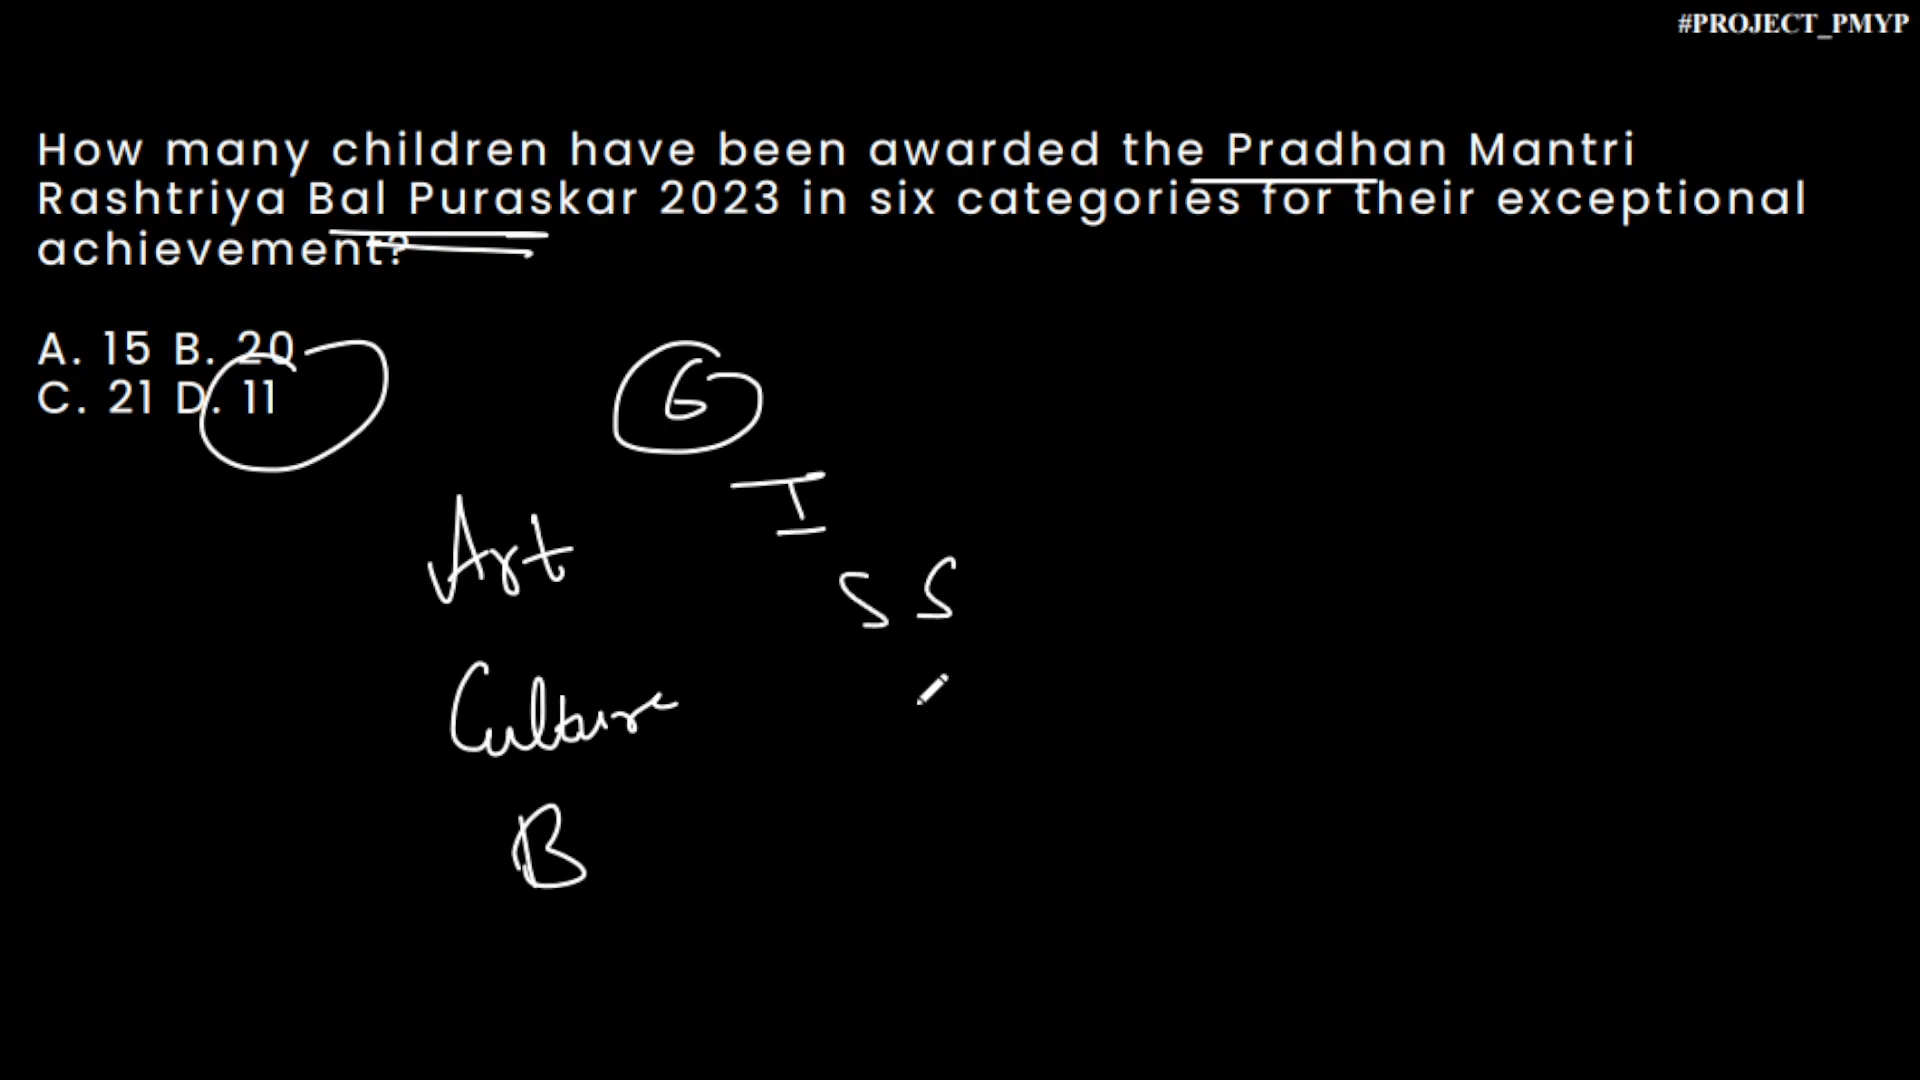 #PROJECT_PMYP
How many children have been awarded the Pradhan Mantri
Rashtriya Bal Puraskar 2023 in six categories for their exceptional
achievement?
A. 15 B. 20
C. 21 D. 11
6
I
S S
Art
Culture
B